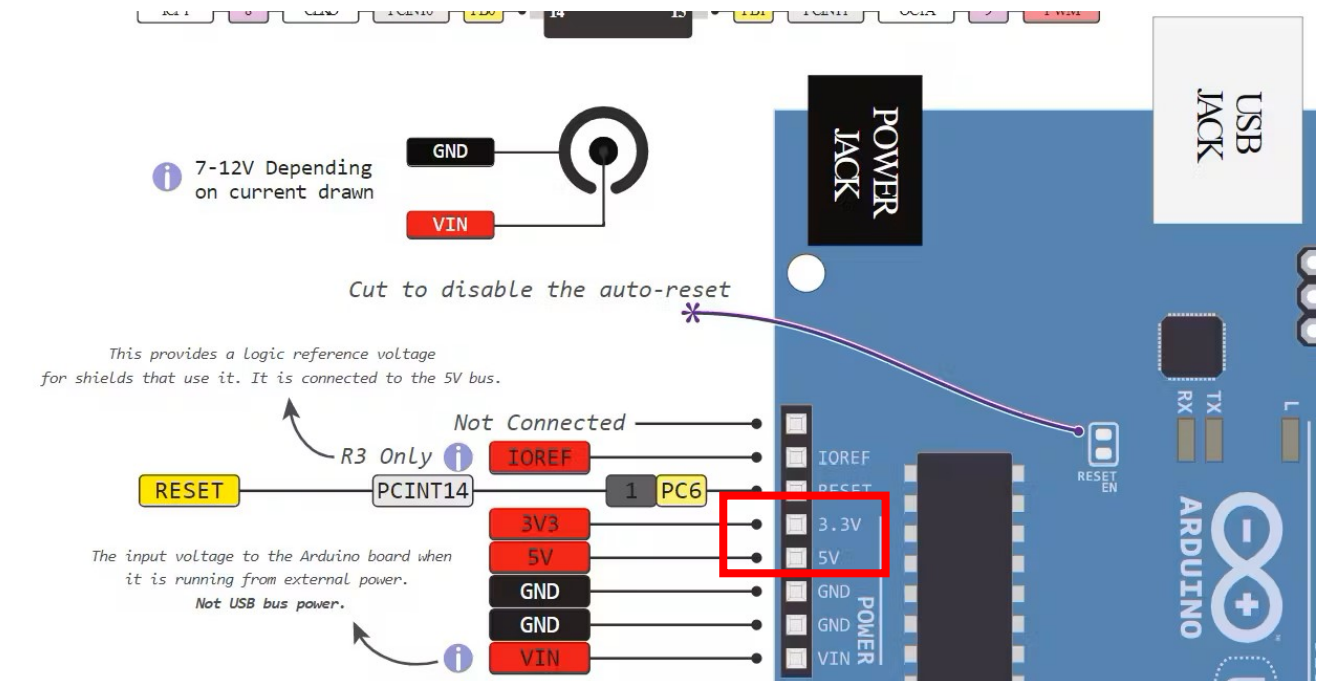 14
15
POWER
JACK
USB
JACK
GND
7-12V Depending
on current drawn
VIN
Cut to disable the auto-reset
This provides a logic reference voltage
for shields that use it. It is connected to the 5V bus.
RX
TX
L
Not Connected
R3 Only
IOREF
IOREF
RESET
PCINT14
1
PC6
RESET
RESET
EN
3V3
3.3V
The input voltage to the Arduino board when
it is running from external power.
Not USB bus power.
5V
5V
GND
GND
GND
GND
VIN
VIN
POWER
ARDUINO